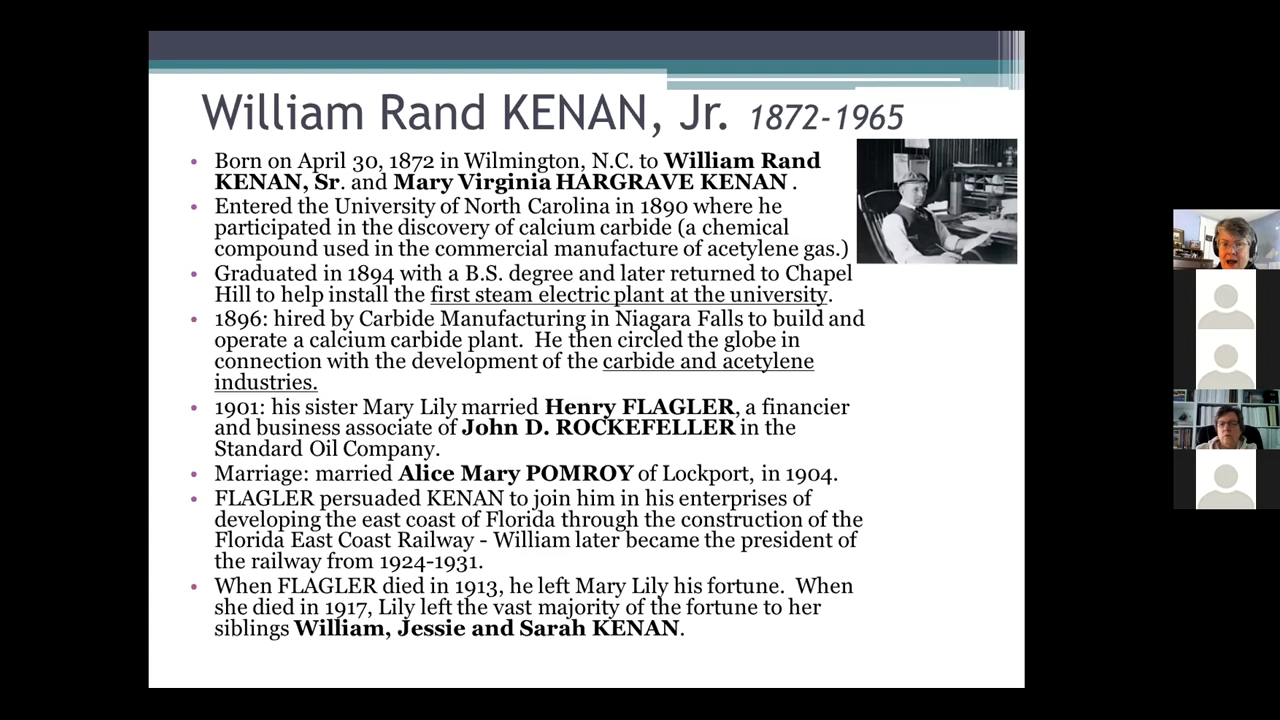 William Rand KENAN, Jr. 1872-1965
• Born on April 30, 1872 in Wilmington, N.C. to William Rand
KENAN, Sr. and Mary Virginia HARGRAVE KENAN .
• Entered the University of North Carolina in 1890 where he
participated in the discovery of calcium carbide (a chemical
compound used in the commercial manufacture of acetylene gas.)
• Graduated in 1894 with a B.S. degree and later returned to Chapel
Hill to help install the first steam electric plant at the university.
• 1896: hired by Carbide Manufacturing in Niagara Falls to build and
operate a calcium carbide plant. He then circled the globe in
connection with the development of the carbide and acetylene
industries.
• 1901: his sister Mary Lily married Henry FLAGLER, a financier
and business associate of John D. ROCKEFELLER in the
Standard Oil Company.
• Marriage: married Alice Mary POMROY of Lockport, in 1904.
• FLAGLER persuaded KENAN to join him in his enterprises of
developing the east coast of Florida through the construction of the
Florida East Coast Railway - William later became the president of
the railway from 1924-1931.
• When FLAGLER died in 1913, he left Mary Lily his fortune. When
she died in 1917, Lily left the vast majority of the fortune to her
siblings William, Jessie and Sarah KENAN.